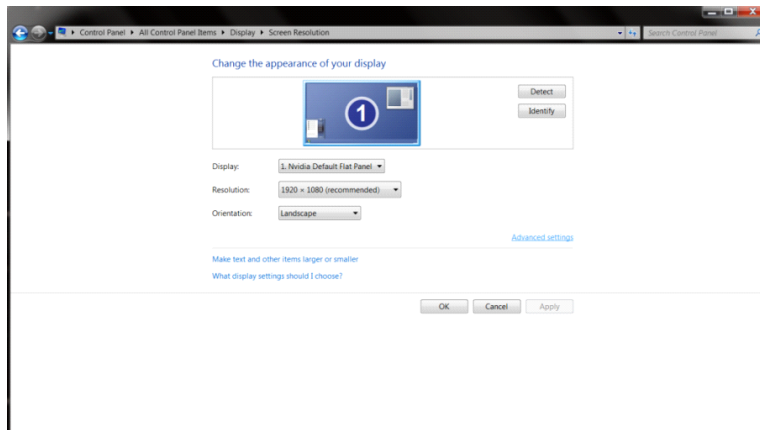 Control Panel ▸ All Control Panel Items ▸ Display ▸ Screen Resolution
Search Control Panel
Change the appearance of your display
1
Detect
Identify
Display: 1. Nvidia Default Flat Panel
Resolution: 1920 × 1080 (recommended)
Orientation: Landscape
Advanced settings
Make text and other items larger or smaller
What display settings should I choose?
OK Cancel Apply